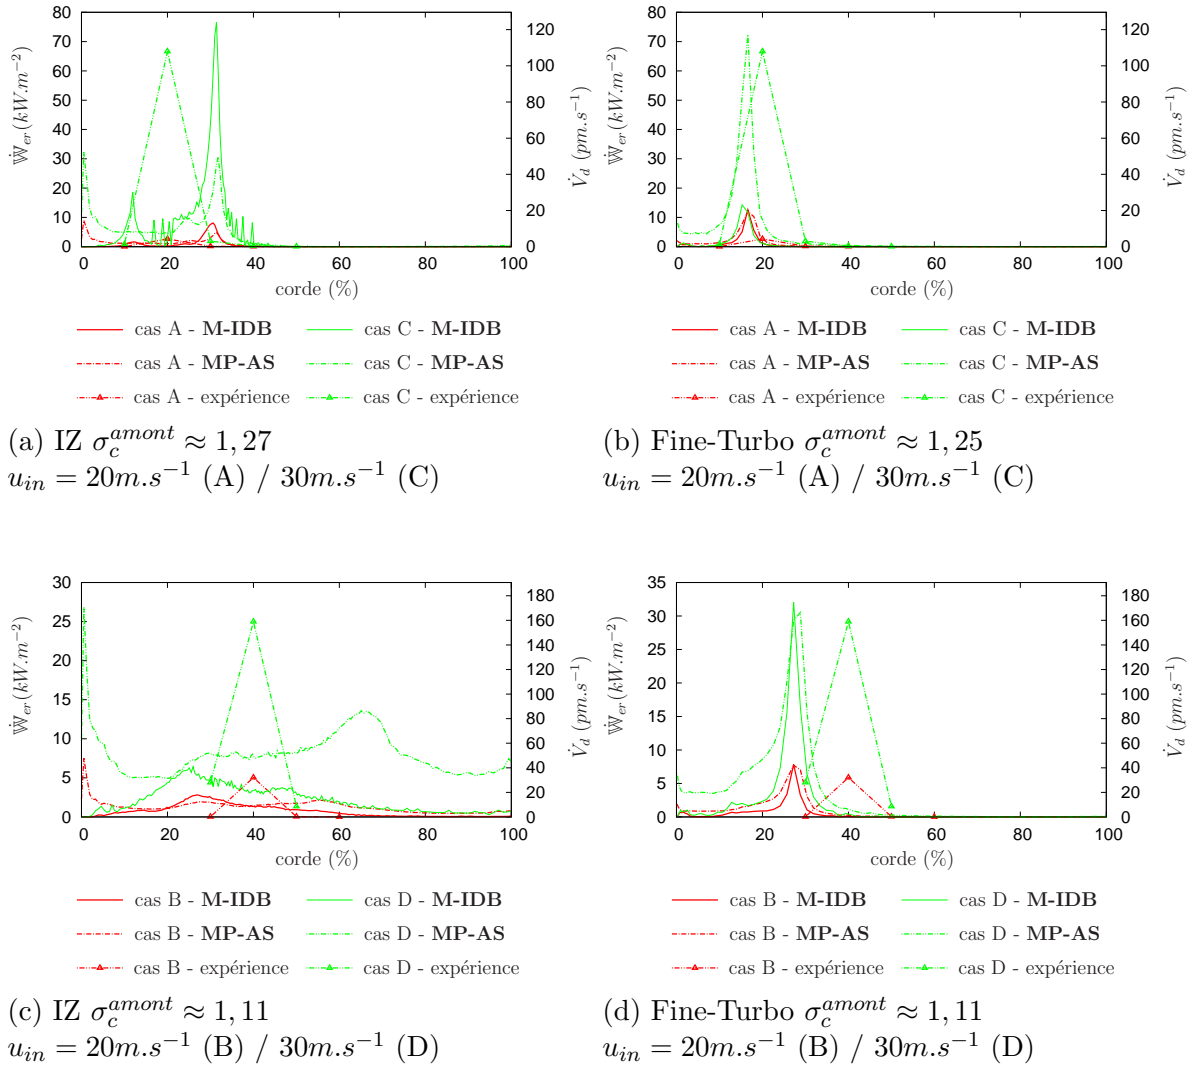 80
70
60
50
40
30
20
10
0
Ẇ_er (kW.m^{-2})
120
100
80
60
40
20
0
V̇_d (pm.s^{-1})
0 20 40 60 80 100
corde (%)
cas A - M-IDB cas C - M-IDB
cas A - MP-AS cas C - MP-AS
cas A - expérience cas C - expérience
(a) IZ σ_c^{amont} ≈ 1,27
u_{in} = 20m.s^{-1} (A) / 30m.s^{-1} (C)
80
70
60
50
40
30
20
10
0
Ẇ_er (kW.m^{-2})
120
100
80
60
40
20
0
V̇_d (pm.s^{-1})
0 20 40 60 80 100
corde (%)
cas A - M-IDB cas C - M-IDB
cas A - MP-AS cas C - MP-AS
cas A - expérience cas C - expérience
(b) Fine-Turbo σ_c^{amont} ≈ 1,25
u_{in} = 20m.s^{-1} (A) / 30m.s^{-1} (C)
30
25
20
15
10
5
0
Ẇ_er (kW.m^{-2})
180
160
140
120
100
80
60
40
20
0
V̇_d (pm.s^{-1})
0 20 40 60 80 100
corde (%)
cas B - M-IDB cas D - M-IDB
cas B - MP-AS cas D - MP-AS
cas B - expérience cas D - expérience
(c) IZ σ_c^{amont} ≈ 1,11
u_{in} = 20m.s^{-1} (B) / 30m.s^{-1} (D)
35
30
25
20
15
10
5
0
Ẇ_er (kW.m^{-2})
180
160
140
120
100
80
60
40
20
0
V̇_d (pm.s^{-1})
0 20 40 60 80 100
corde (%)
cas B - M-IDB cas D - M-IDB
cas B - MP-AS cas D - MP-AS
cas B - expérience cas D - expérience
(d) Fine-Turbo σ_c^{amont} ≈ 1,11
u_{in} = 20m.s^{-1} (B) / 30m.s^{-1} (D)